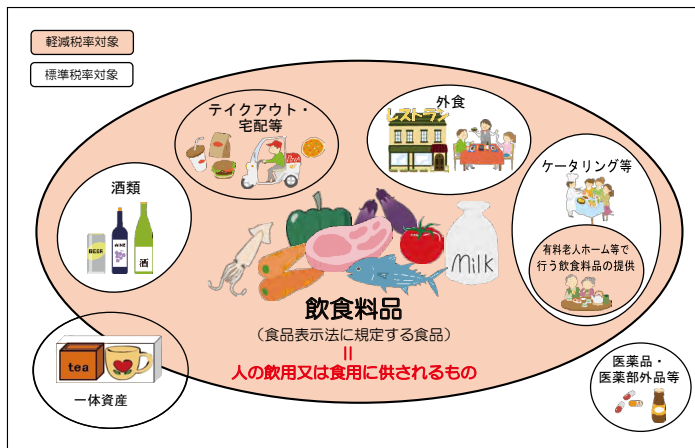 軽減税率対象
標準税率対象
テイクアウト・
宅配等
外食
レストラン
ケータリング等
酒類
BEER
WINE
酒
有料老人ホーム等で
行う飲食料品の提供
Milk
飲食料品
（食品表示法に規定する食品）
＝
人の飲用又は食用に供されるもの
tea
一体資産
医薬品・
医薬部外品等